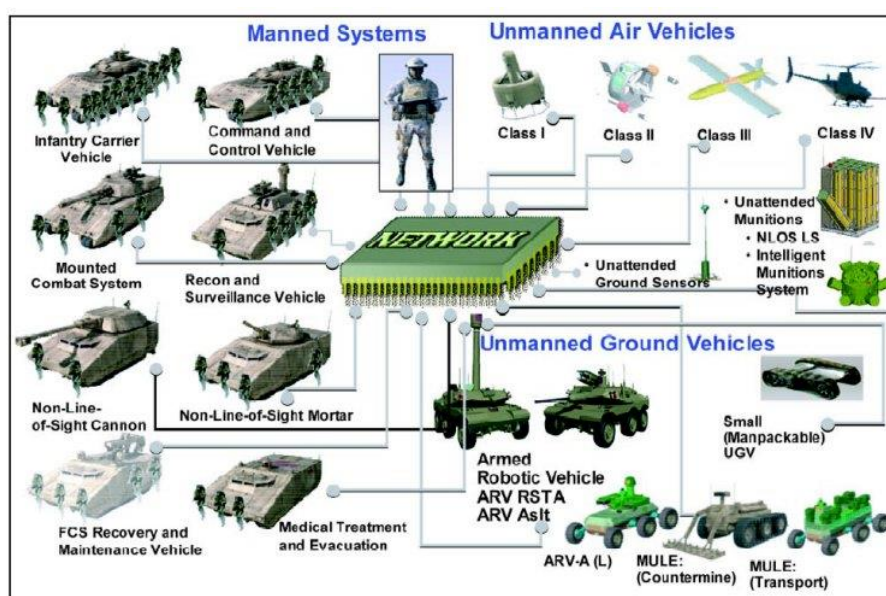 Manned Systems
Unmanned Air Vehicles
Infantry Carrier
Vehicle
Command and
Control Vehicle
Class I
Class II
Class III
Class IV
Mounted
Combat System
Recon and
Surveillance Vehicle
NETWORK
• Unattended
Ground Sensors
• Unattended
Munitions
• NLOS LS
• Intelligent
Munitions
System
Non-Line-
of-Sight Cannon
Non-Line-of-Sight Mortar
Unmanned Ground Vehicles
Armed
Robotic Vehicle
ARV RSTA
ARV Aslt
Small
(Manpackable)
UGV
FCS Recovery and
Maintenance Vehicle
Medical Treatment
and Evacuation
ARV-A (L)
MULE:
(Countermine)
MULE:
(Transport)